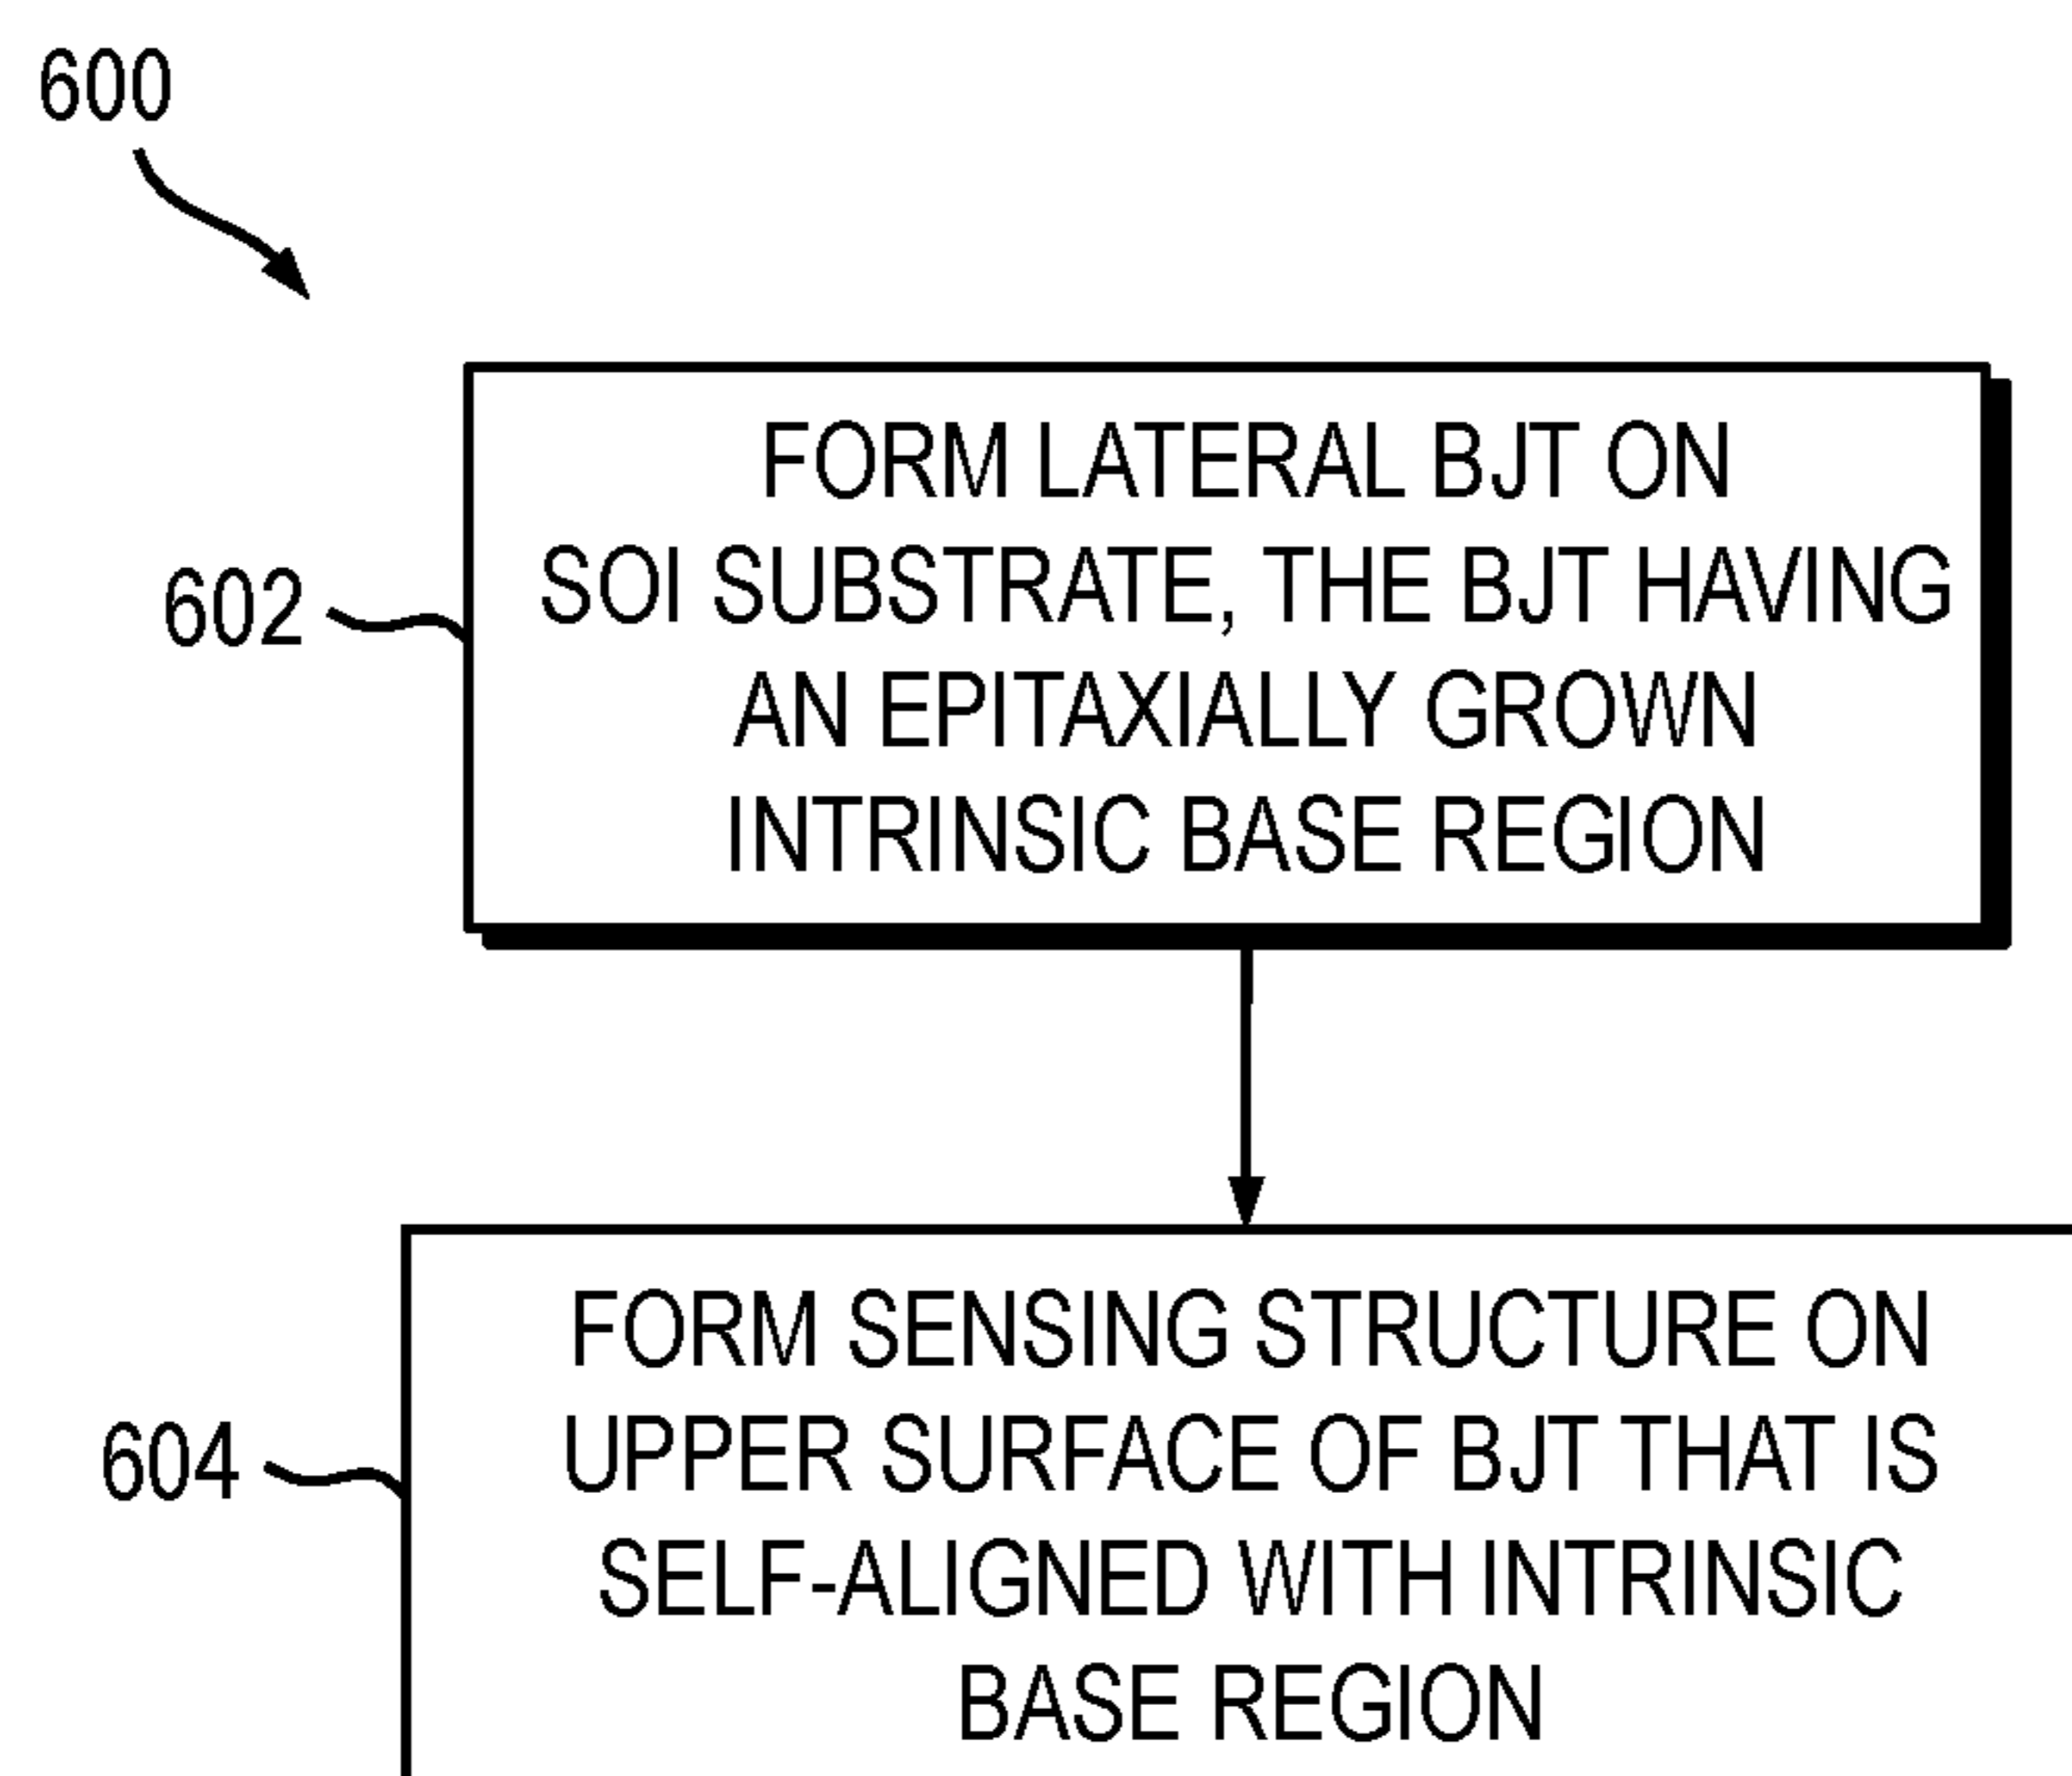 600
602
FORM LATERAL BJT ON
SOI SUBSTRATE, THE BJT HAVING
AN EPITAXIALLY GROWN
INTRINSIC BASE REGION
604
FORM SENSING STRUCTURE ON
UPPER SURFACE OF BJT THAT IS
SELF-ALIGNED WITH INTRINSIC
BASE REGION